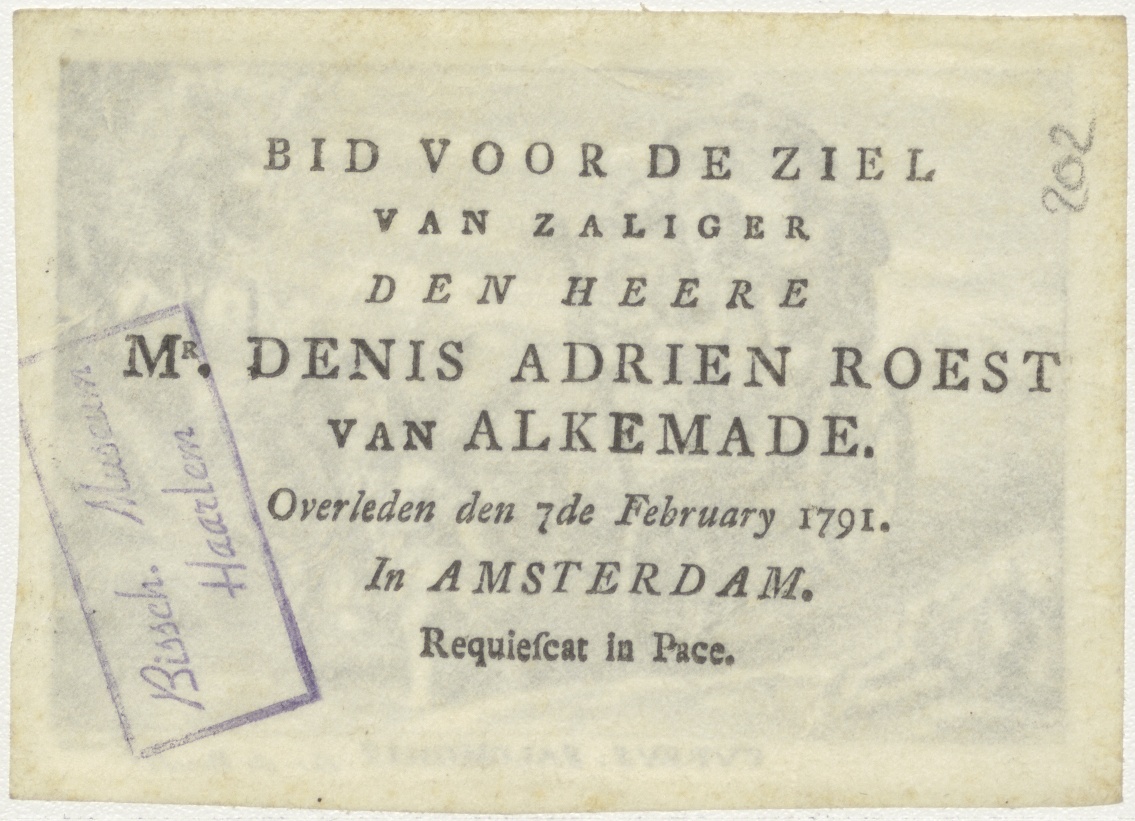 BID VOOR DE ZIEL
VAN ZALIGER
DEN HEERE
MR. DENIS ADRIEN ROEST
VAN ALKEMADE.
Overleden den 7de February 1791.
In AMSTERDAM.
Requieſcat in Pace.
Bissch. Museum
Haarlem
202